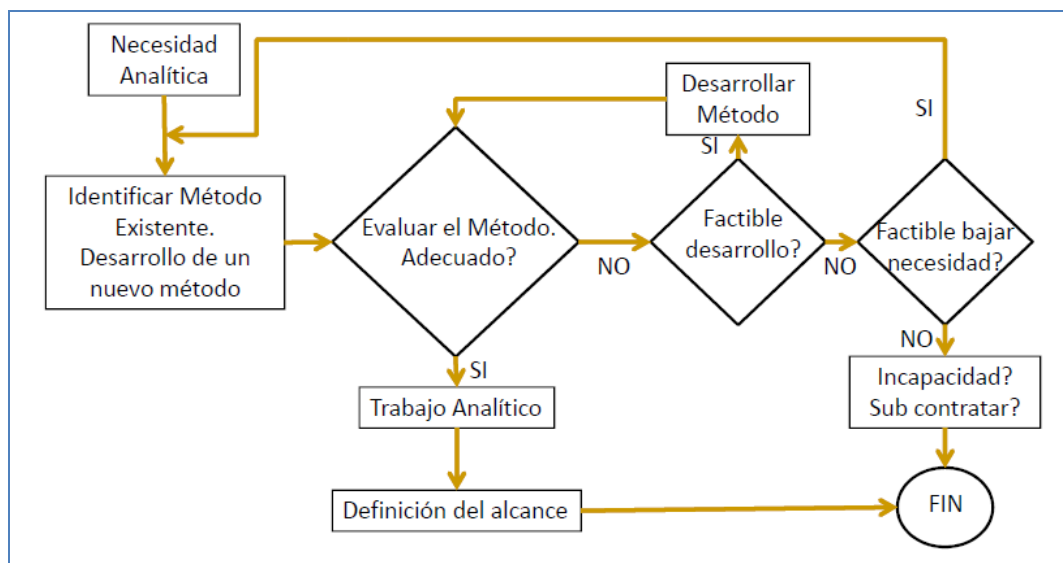 Necesidad
Analítica
Identificar Método
Existente.
Desarrollo de un
nuevo método
Evaluar el Método.
Adecuado?
NO
SI
Desarrollar
Método
SI
Factible
desarrollo?
NO
SI
Factible bajar
necesidad?
NO
Incapacidad?
Sub contratar?
Trabajo Analítico
Definición del alcance
FIN